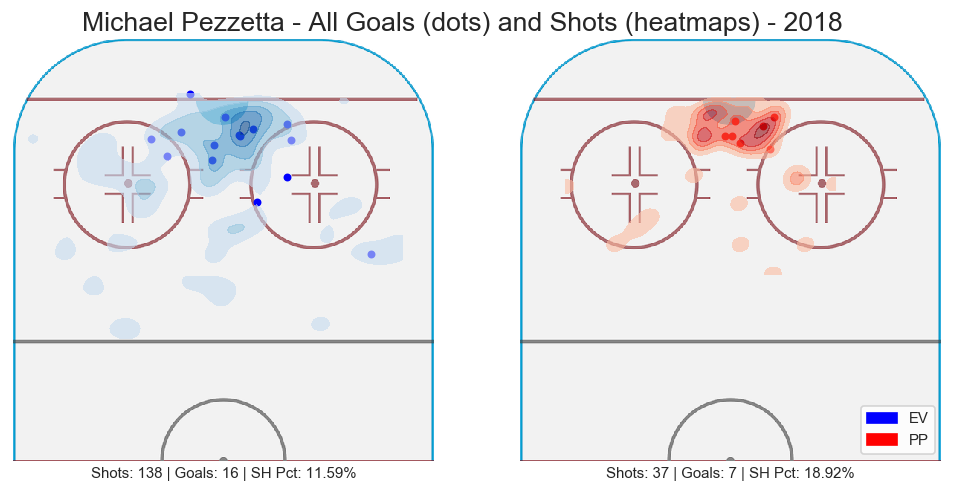 Michael Pezzetta - All Goals (dots) and Shots (heatmaps) - 2018
EV
PP
Shots: 138 | Goals: 16 | SH Pct: 11.59%
Shots: 37 | Goals: 7 | SH Pct: 18.92%